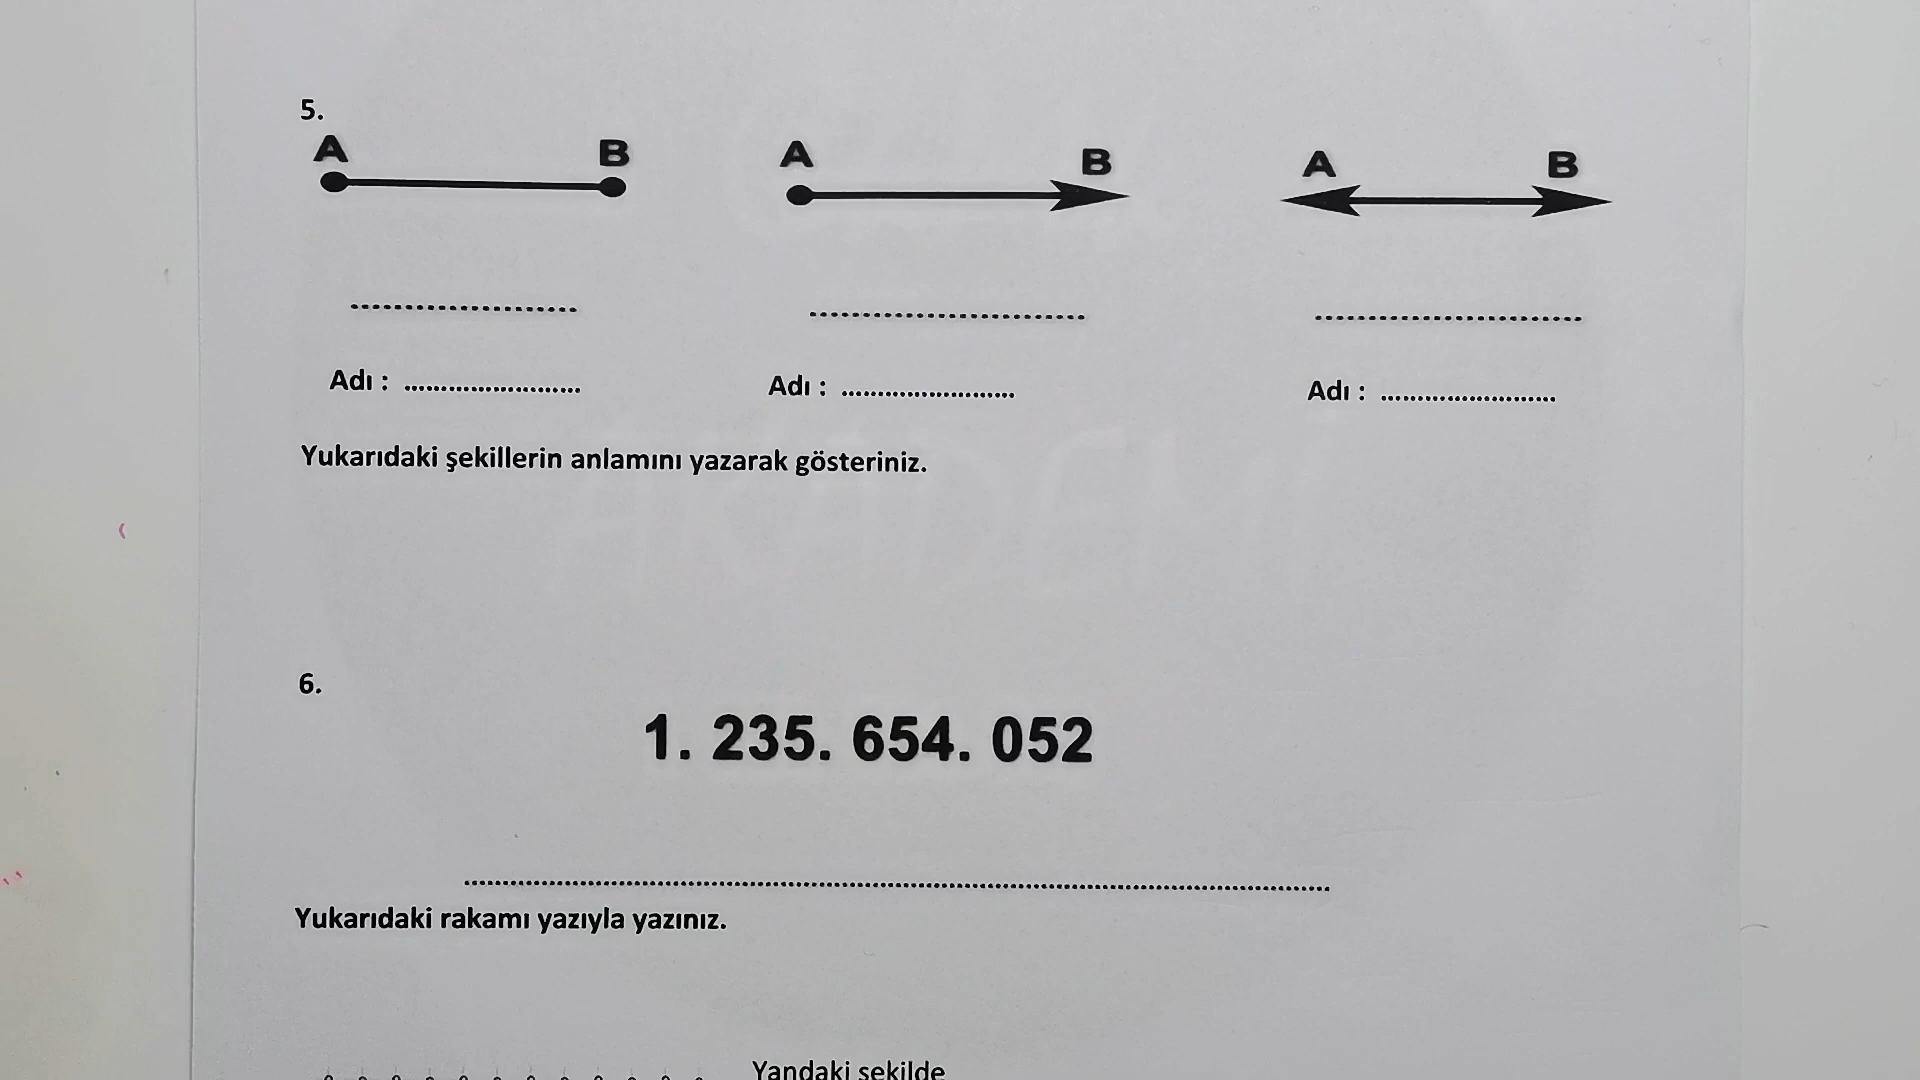 5.
A B A B A B
.................... ......................... ........................
Adı : ........................ Adı : ........................ Adı : ........................
Yukarıdaki şekillerin anlamını yazarak gösteriniz.
6.
1. 235. 654. 052
................................................................................
Yukarıdaki rakamı yazıyla yazınız.
Yandaki şekilde